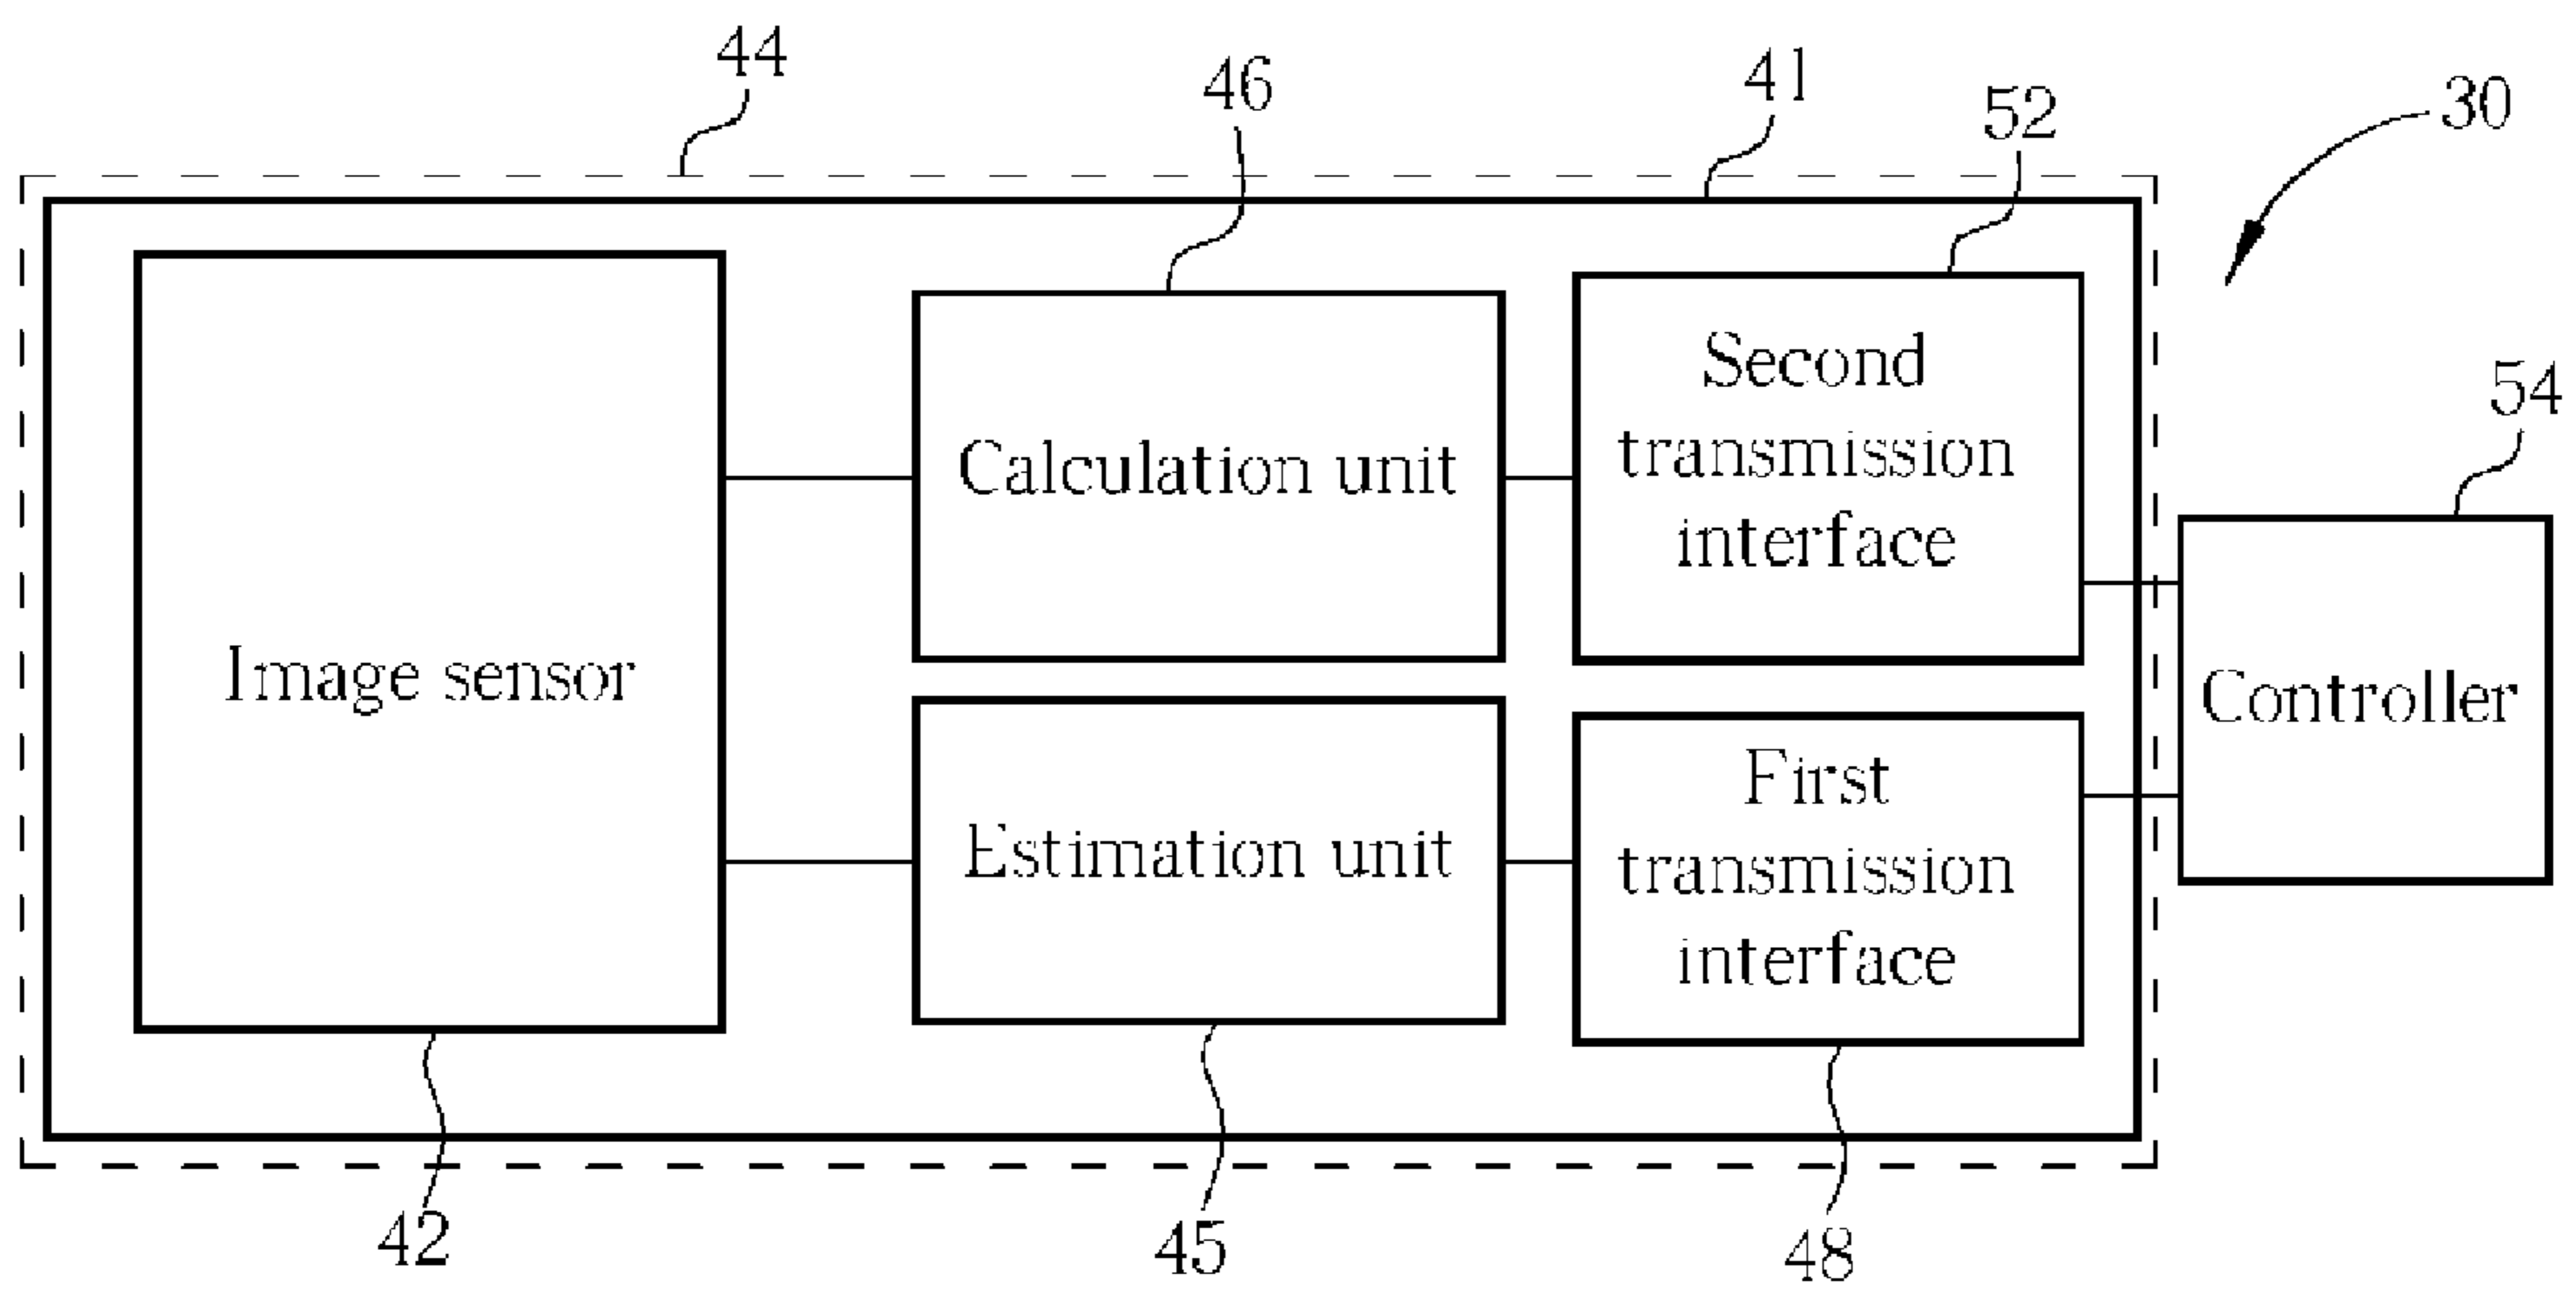 44
46
41
52
30
Second
transmission
interface
54
Calculation unit
Image sensor
Controller
First
transmission
interface
Estimation unit
42
45
48